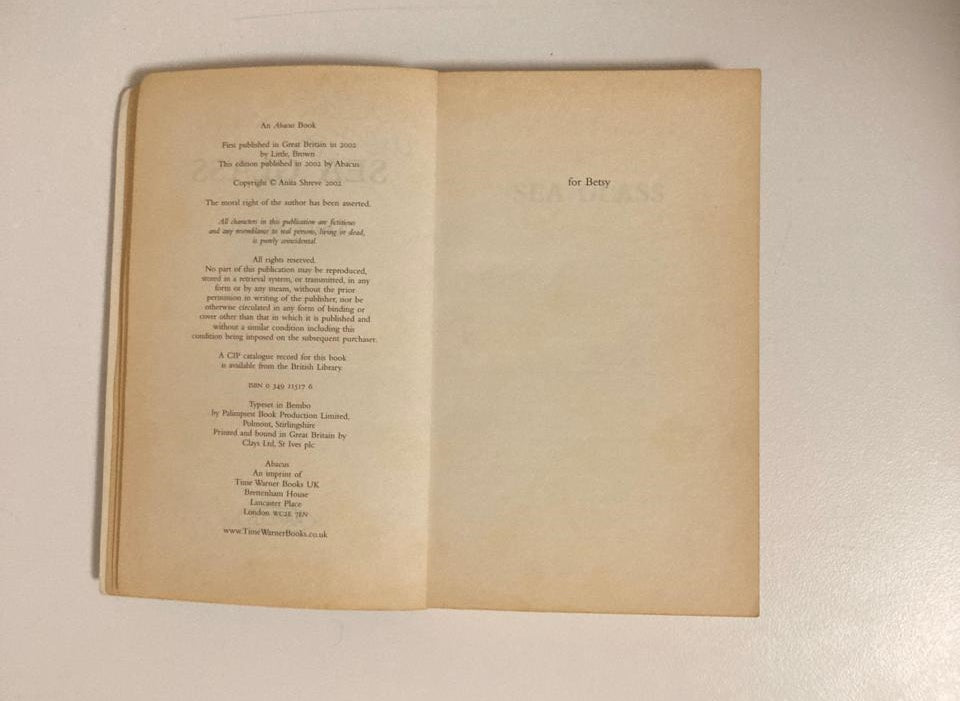 An Abacus Book
First published in Great Britain in 2002
by Little, Brown
This edition published in 2002 by Abacus
Copyright © Anita Shreve 2002
The moral right of the author has been asserted.
All characters in this publication are fictitious
and any resemblance to real persons, living or dead,
is purely coincidental.
All rights reserved.
No part of this publication may be reproduced,
stored in a retrieval system, or transmitted, in any
form or by any means, without the prior
permission in writing of the publisher, nor be
otherwise circulated in any form of binding or
cover other than that in which it is published and
without a similar condition including this
condition being imposed on the subsequent purchaser.
A CIP catalogue record for this book
is available from the British Library.
ISBN 0 349 11517 6
Typeset in Bembo
by Palimpsest Book Production Limited,
Polmont, Stirlingshire
Printed and bound in Great Britain by
Clays Ltd, St Ives plc
Abacus
An imprint of
Time Warner Books UK
Brettenham House
Lancaster Place
London WC2E 7EN
www.TimeWarnerBooks.co.uk
for Betsy
SEA GLASS